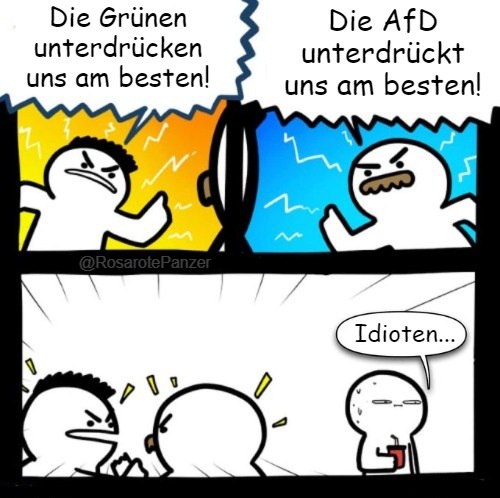 Die Grünen
unterdrücken
uns am besten!
Die AfD
unterdrückt
uns am besten!
@RosarotePanzer
Idioten...